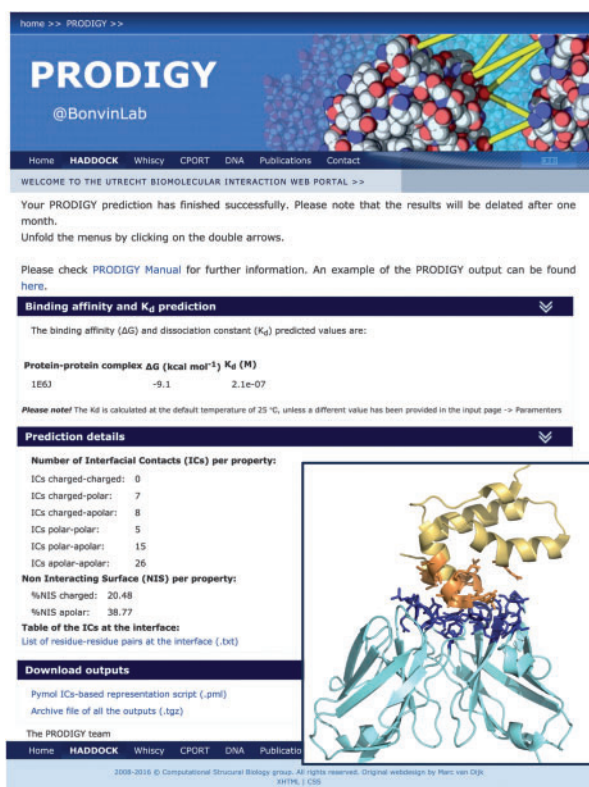 home >> PRODIGY >>
PRODIGY
@BonvinLab
Home HADDOCK Whiscy CPORT DNA Publications Contact
WELCOME TO THE UTRECHT BIOMOLECULAR INTERACTION WEB PORTAL >>
Your PRODIGY prediction has finished successfully. Please note that the results will be delated after one
month.
Unfold the menus by clicking on the double arrows.
Please check PRODIGY Manual for further information. An example of the PRODIGY output can be found
here.
Binding affinity and Kd prediction
The binding affinity (ΔG) and dissociation constant (Kd) predicted values are:
Protein-protein complex ΔG (kcal mol⁻¹) Kd (M)
1E6J -9.1 2.1e-07
Please note! The Kd is calculated at the default temperature of 25 °C, unless a different value has been provided in the input page -> Paramenters
Prediction details
Number of Interfacial Contacts (ICs) per property:
ICs charged-charged: 0
ICs charged-polar: 7
ICs charged-apolar: 8
ICs polar-polar: 5
ICs polar-apolar: 15
ICs apolar-apolar: 26
Non Interacting Surface (NIS) per property:
%NIS charged: 20.48
%NIS apolar: 38.77
Table of the ICs at the interface:
List of residue-residue pairs at the interface (.txt)
Download outputs
Pymol ICs-based representation script (.pml)
Archive file of all the outputs (.tgz)
The PRODIGY team
Home HADDOCK Whiscy CPORT DNA Publicatio
2008-2016 © Computational Strucural Biology group. All rights reserved. Original webdesign by Marc van Dijk
XHTML | CSS